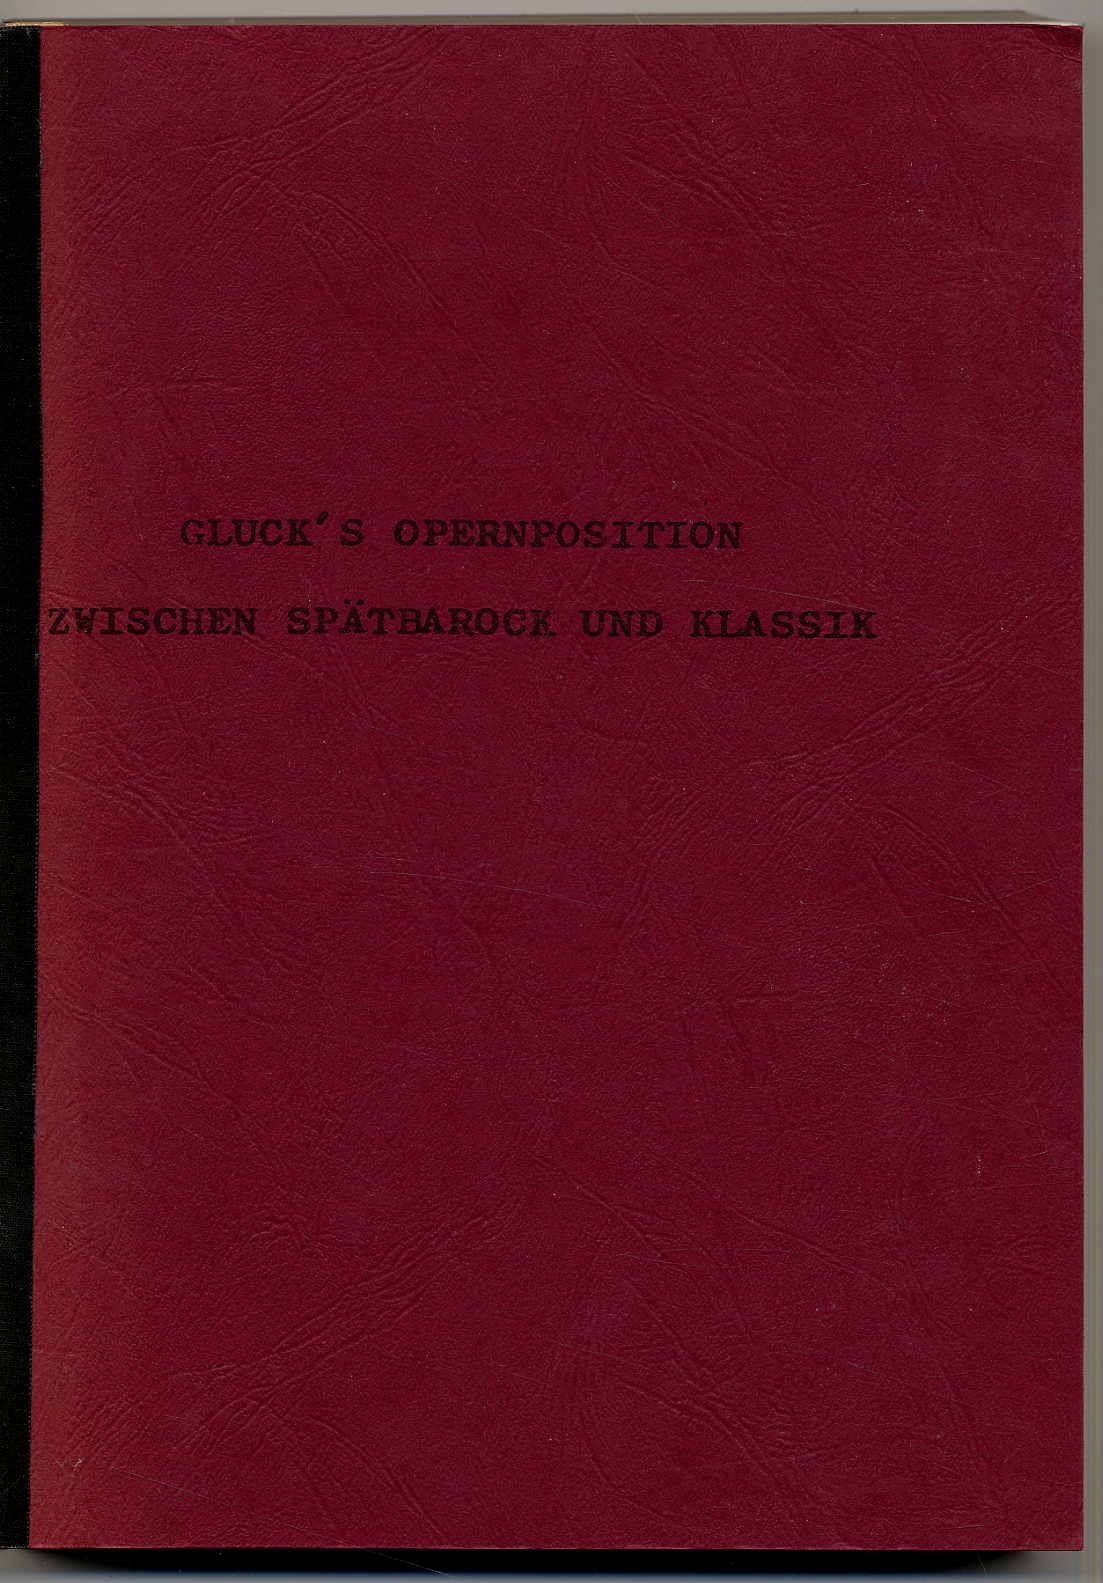 GLUCK´S OPERNPOSITION
ZWISCHEN SPÄTBAROCK UND KLASSIK